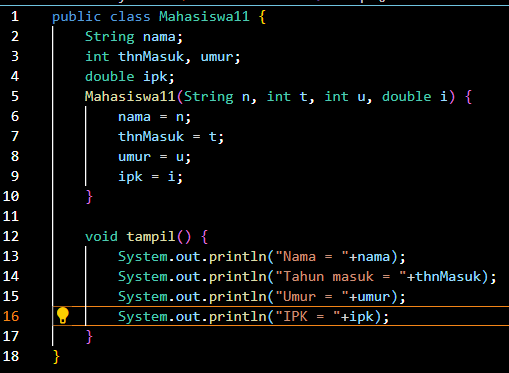 1 public class Mahasiswa11 {
2 String nama;
3 int thnMasuk, umur;
4 double ipk;
5 Mahasiswa11(String n, int t, int u, double i) {
6 nama = n;
7 thnMasuk = t;
8 umur = u;
9 ipk = i;
10 }
11
12 void tampil() {
13 System.out.println("Nama = "+nama);
14 System.out.println("Tahun masuk = "+thnMasuk);
15 System.out.println("Umur = "+umur);
16 System.out.println("IPK = "+ipk);
17 }
18 }